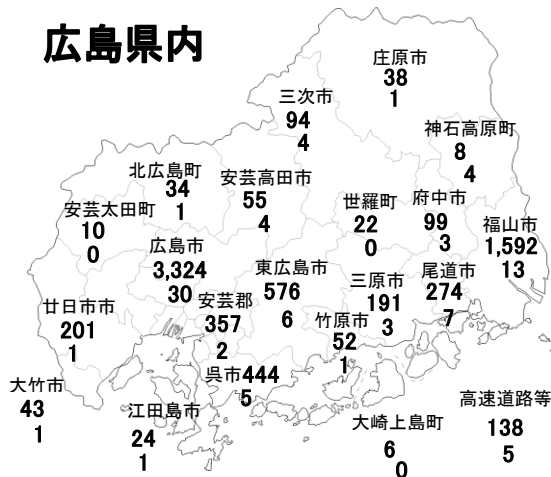 広島県内
庄原市
38
1
三次市
94
4
神石高原町
8
4
北広島町
34
1
安芸高田市
55
4
世羅町
22
0
府中市
99
3
福山市
1,592
13
安芸太田町
10
0
広島市
3,324
30
東広島市
576
6
三原市
191
3
尾道市
274
7
安芸郡
357
2
廿日市市
201
1
竹原市
52
1
呉市444
5
大竹市
43
1
江田島市
24
1
大崎上島町
6
0
高速道路等
138
5